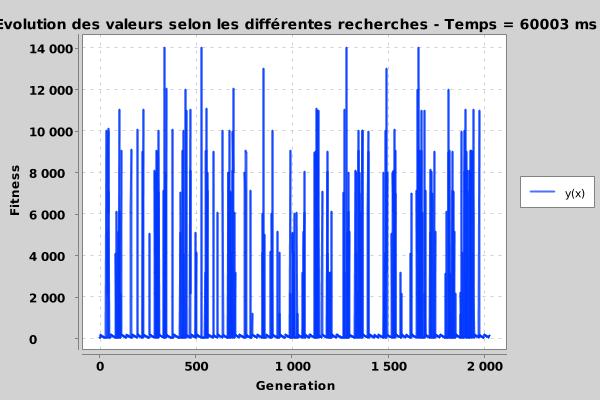 Evolution des valeurs selon les différentes recherches - Temps = 60003 ms
14 000
12 000
10 000
8 000
6 000
4 000
2 000
0
Fitness
y(x)
0 500 1 000 1 500 2 000
Generation